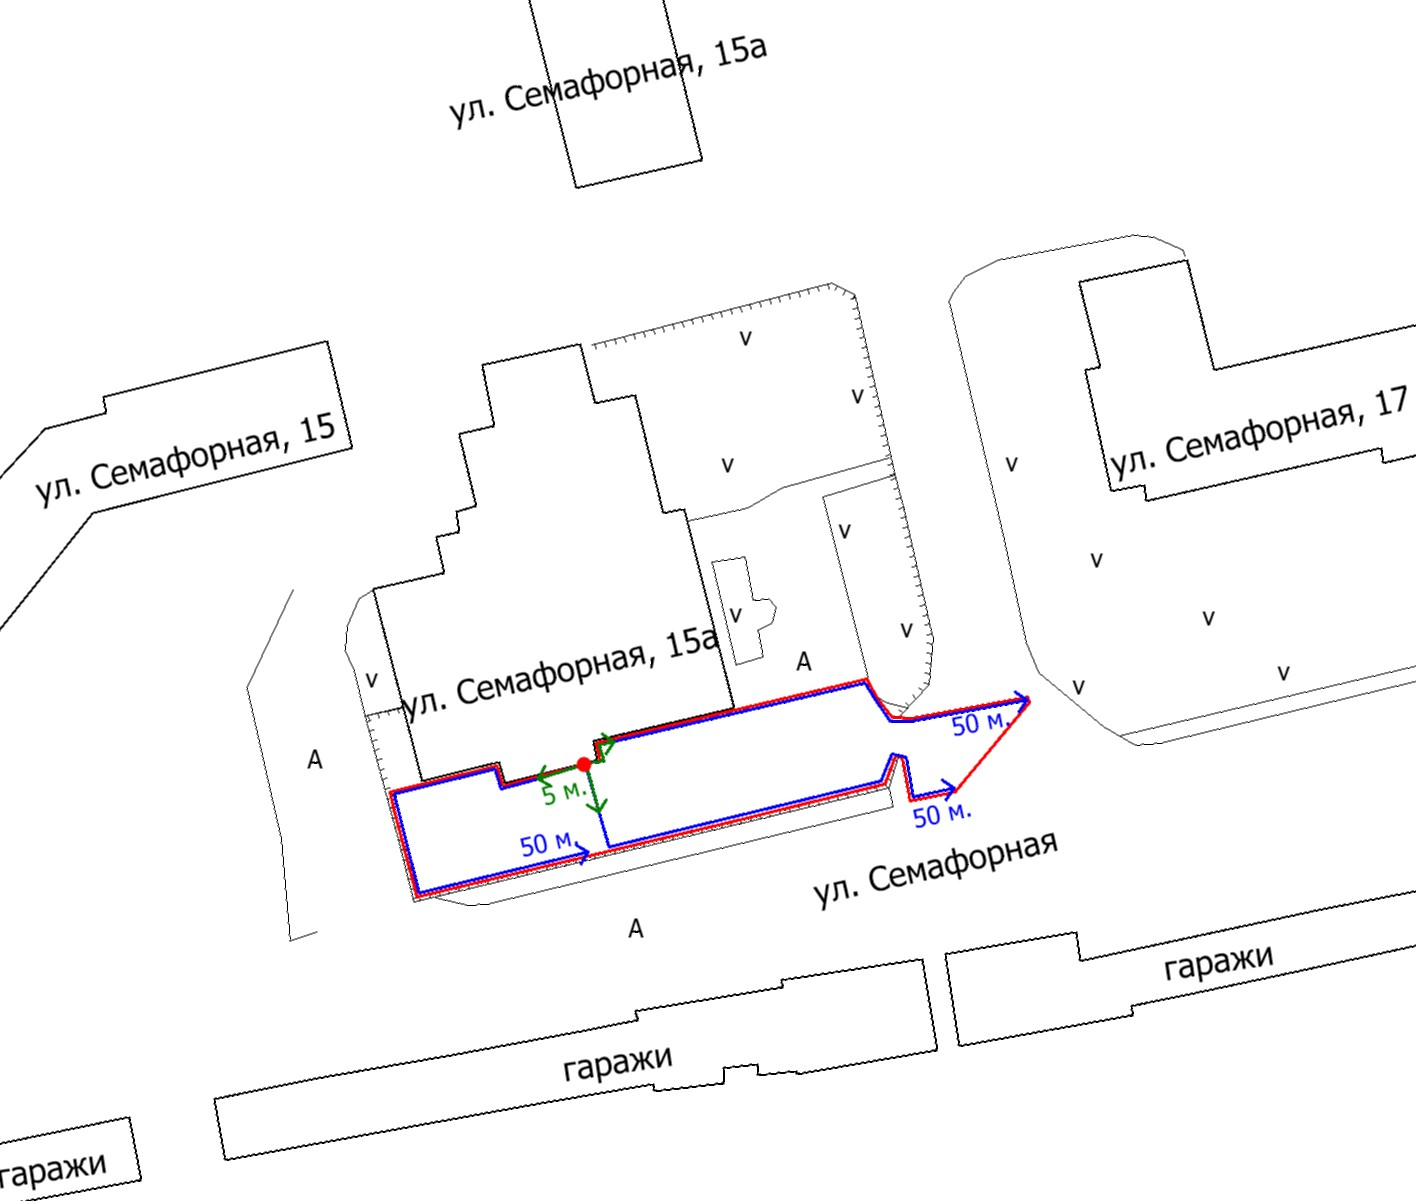 ул. Семафорная, 15а
v
v
ул. Семафорная, 17
ул. Семафорная, 15
v
v
v
v
v
v
v
ул. Семафорная, 15а
A
v
v
v
50 м.
A
5 м.
50 м.
50 м.
ул. Семафорная
A
гаражи
гаражи
гаражи